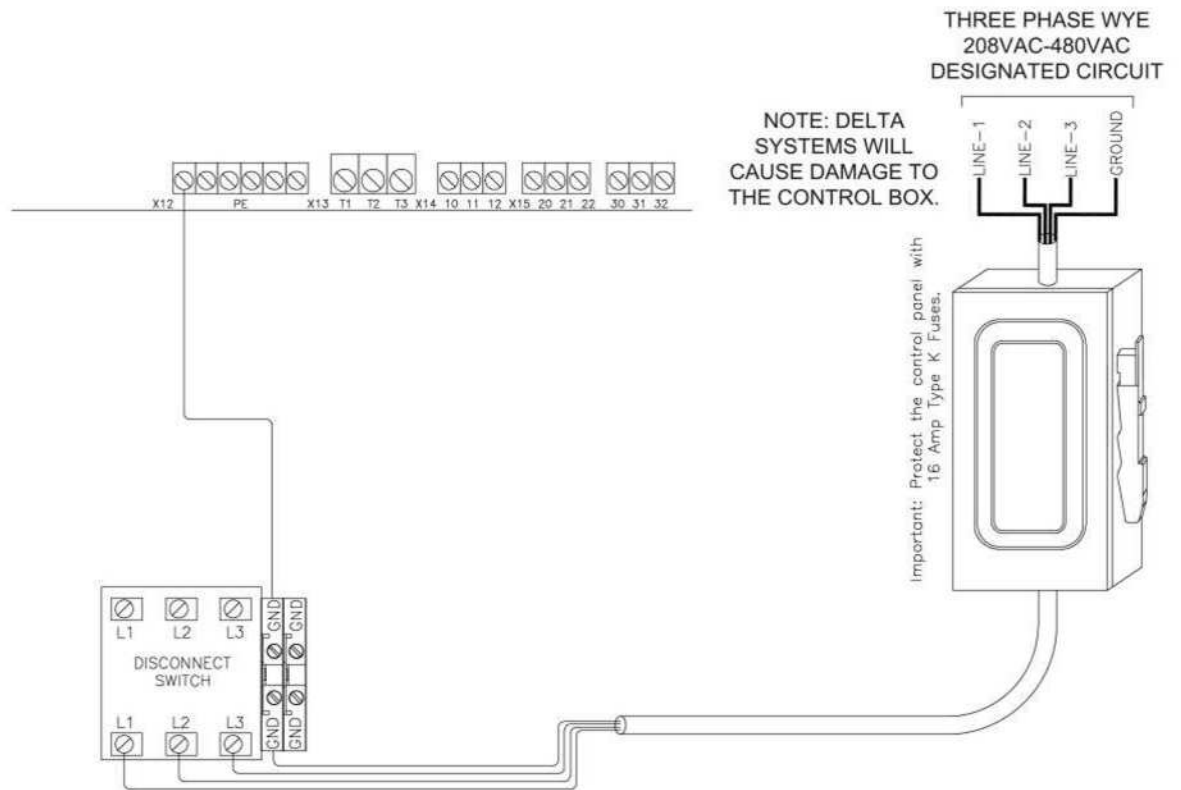 THREE PHASE WYE
208VAC-480VAC
DESIGNATED CIRCUIT
LINE-1
LINE-2
LINE-3
GROUND
NOTE: DELTA
SYSTEMS WILL
CAUSE DAMAGE TO
THE CONTROL BOX.
X12 PE X13 T1 T2 T3 X14 10 11 12 X15 20 21 22 30 31 32
Important: Protect the control panel with
16 Amp Type K Fuses.
L1 L2 L3 GND GND
DISCONNECT
SWITCH
L1 L2 L3 GND GND